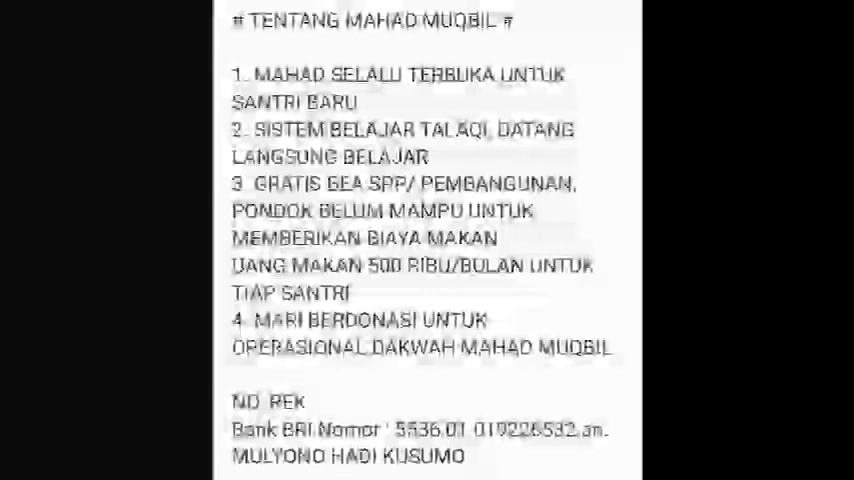 # TENTANG MAHAD MUQBIL #
1. MAHAD SELALU TERBUKA UNTUK
SANTRI BARU
2. SISTEM BELAJAR TALAQI, DATANG
LANGSUNG BELAJAR
3. GRATIS BEA SPP/ PEMBANGUNAN,
PONDOK BELUM MAMPU UNTUK
MEMBERIKAN BIAYA MAKAN
UANG MAKAN 500 RIBU/BULAN UNTUK
TIAP SANTRI
4. MARI BERDONASI UNTUK
OPERASIONAL DAKWAH MAHAD MUQBIL
NO. REK
Bank BRI Nomor : 5536 01 019226532 an.
MULYONO HADI KUSUMO